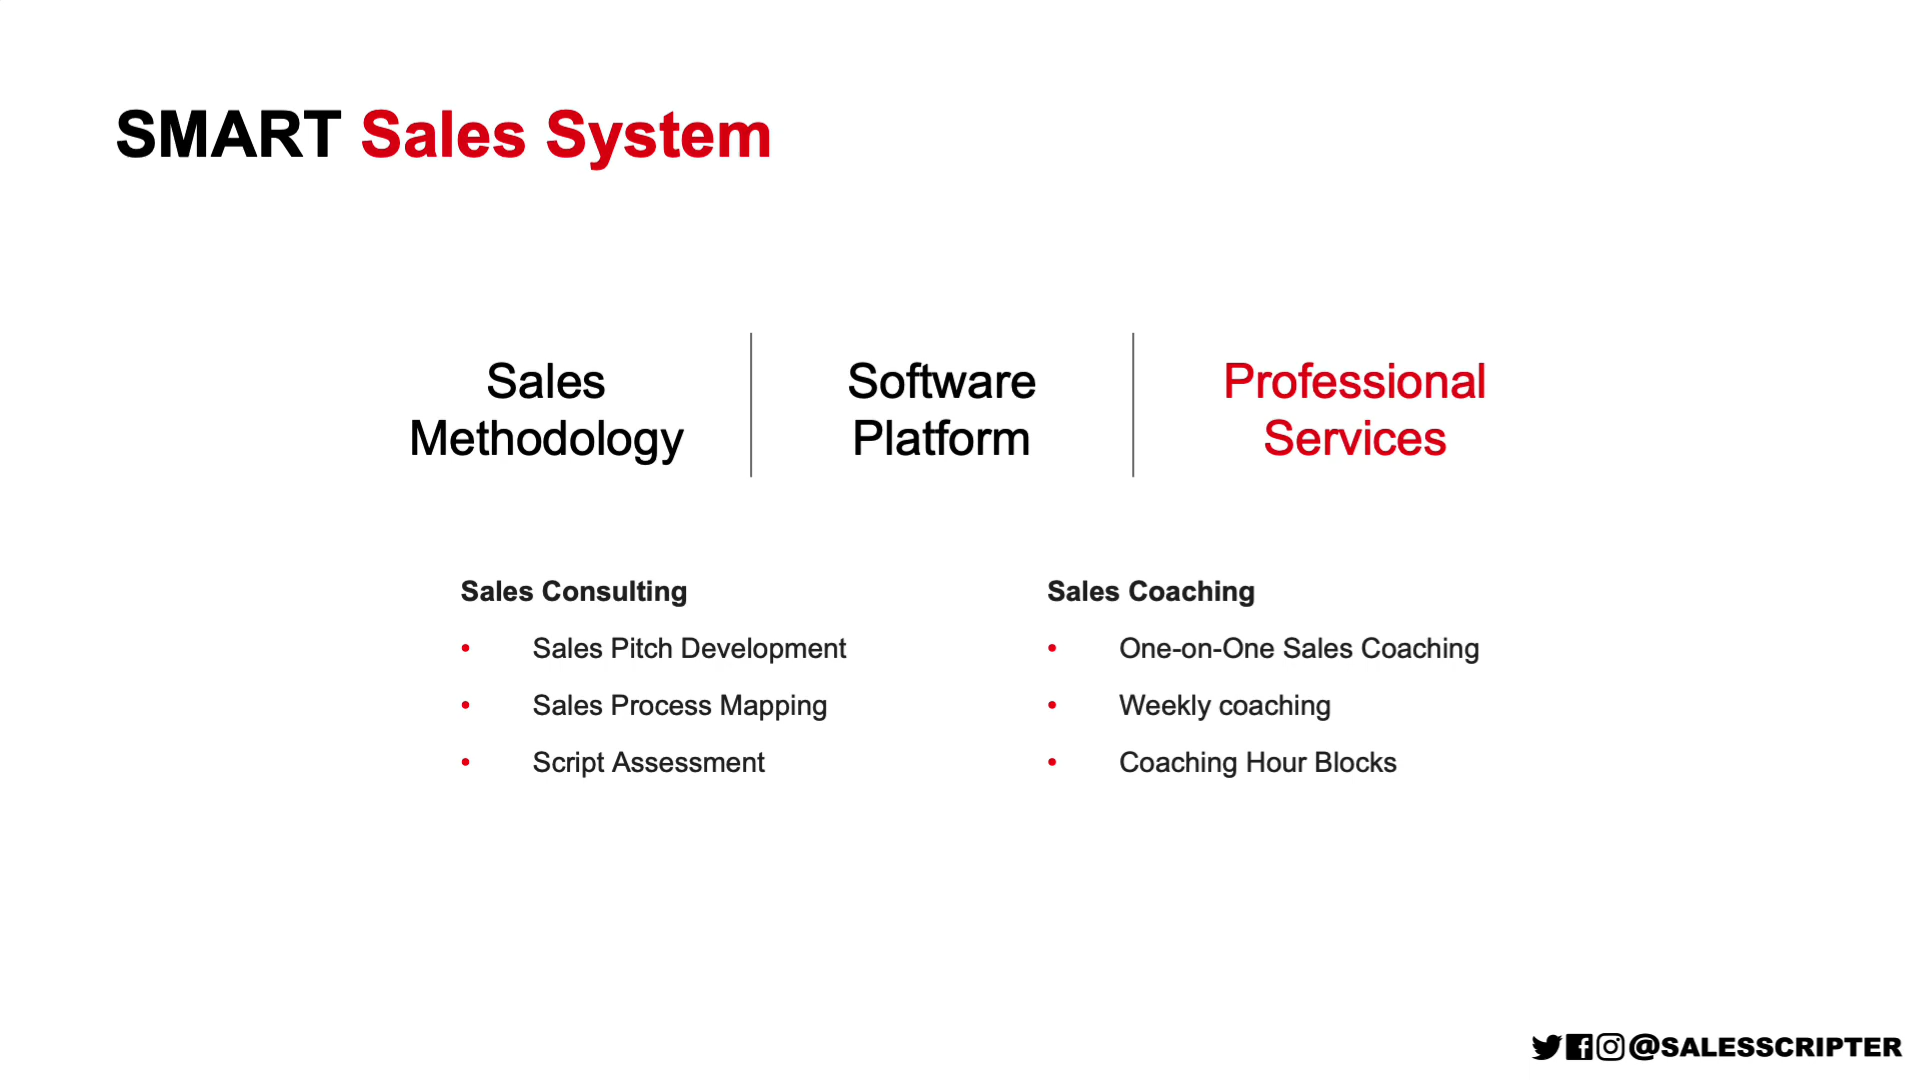 SMART Sales System
Sales
Methodology
Software
Platform
Professional
Services
Sales Consulting
• Sales Pitch Development
• Sales Process Mapping
• Script Assessment
Sales Coaching
• One-on-One Sales Coaching
• Weekly coaching
• Coaching Hour Blocks
@SALESSCRIPTER